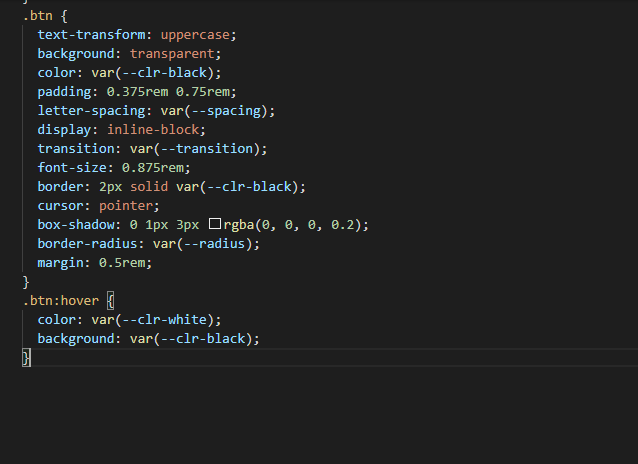 }
.btn {
  text-transform: uppercase;
  background: transparent;
  color: var(--clr-black);
  padding: 0.375rem 0.75rem;
  letter-spacing: var(--spacing);
  display: inline-block;
  transition: var(--transition);
  font-size: 0.875rem;
  border: 2px solid var(--clr-black);
  cursor: pointer;
  box-shadow: 0 1px 3px rgba(0, 0, 0, 0.2);
  border-radius: var(--radius);
  margin: 0.5rem;
}
.btn:hover {
  color: var(--clr-white);
  background: var(--clr-black);
}